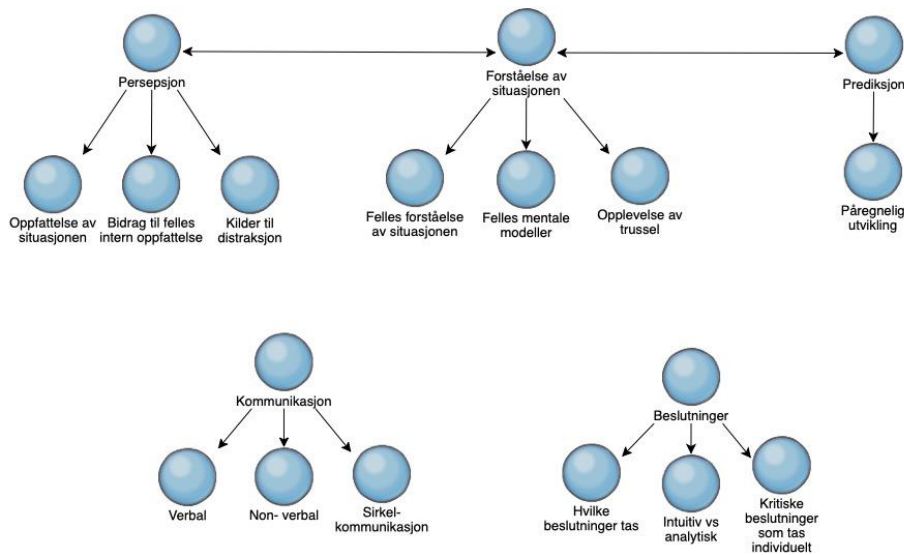 Persepsjon
Forståelse av
situasjonen
Prediksjon
Oppfattelse av
situasjonen
Bidrag til felles
intern oppfattelse
Kilder til
distraksjon
Felles forståelse
av situasjonen
Felles mentale
modeller
Opplevelse av
trussel
Påregnelig
utvikling
Kommunikasjon
Verbal
Non- verbal
Sirkel-
kommunikasjon
Beslutninger
Hvilke
beslutninger tas
Intuitiv vs
analytisk
Kritiske
beslutninger
som tas
individuelt